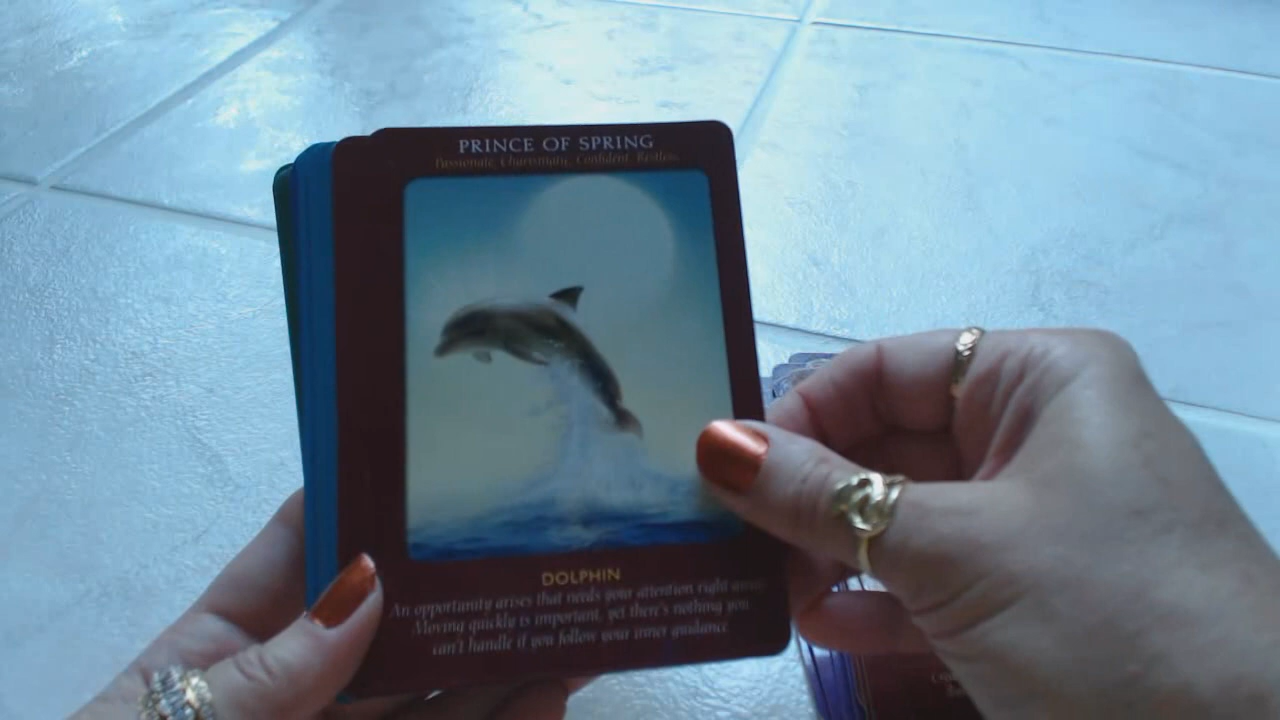 PRINCE OF SPRING
Passionate. Charismatic. Confident. Restless.
DOLPHIN
An opportunity arises that needs your attention right away.
Moving quickly is important, yet there's nothing you
can't handle if you follow your inner guidance.